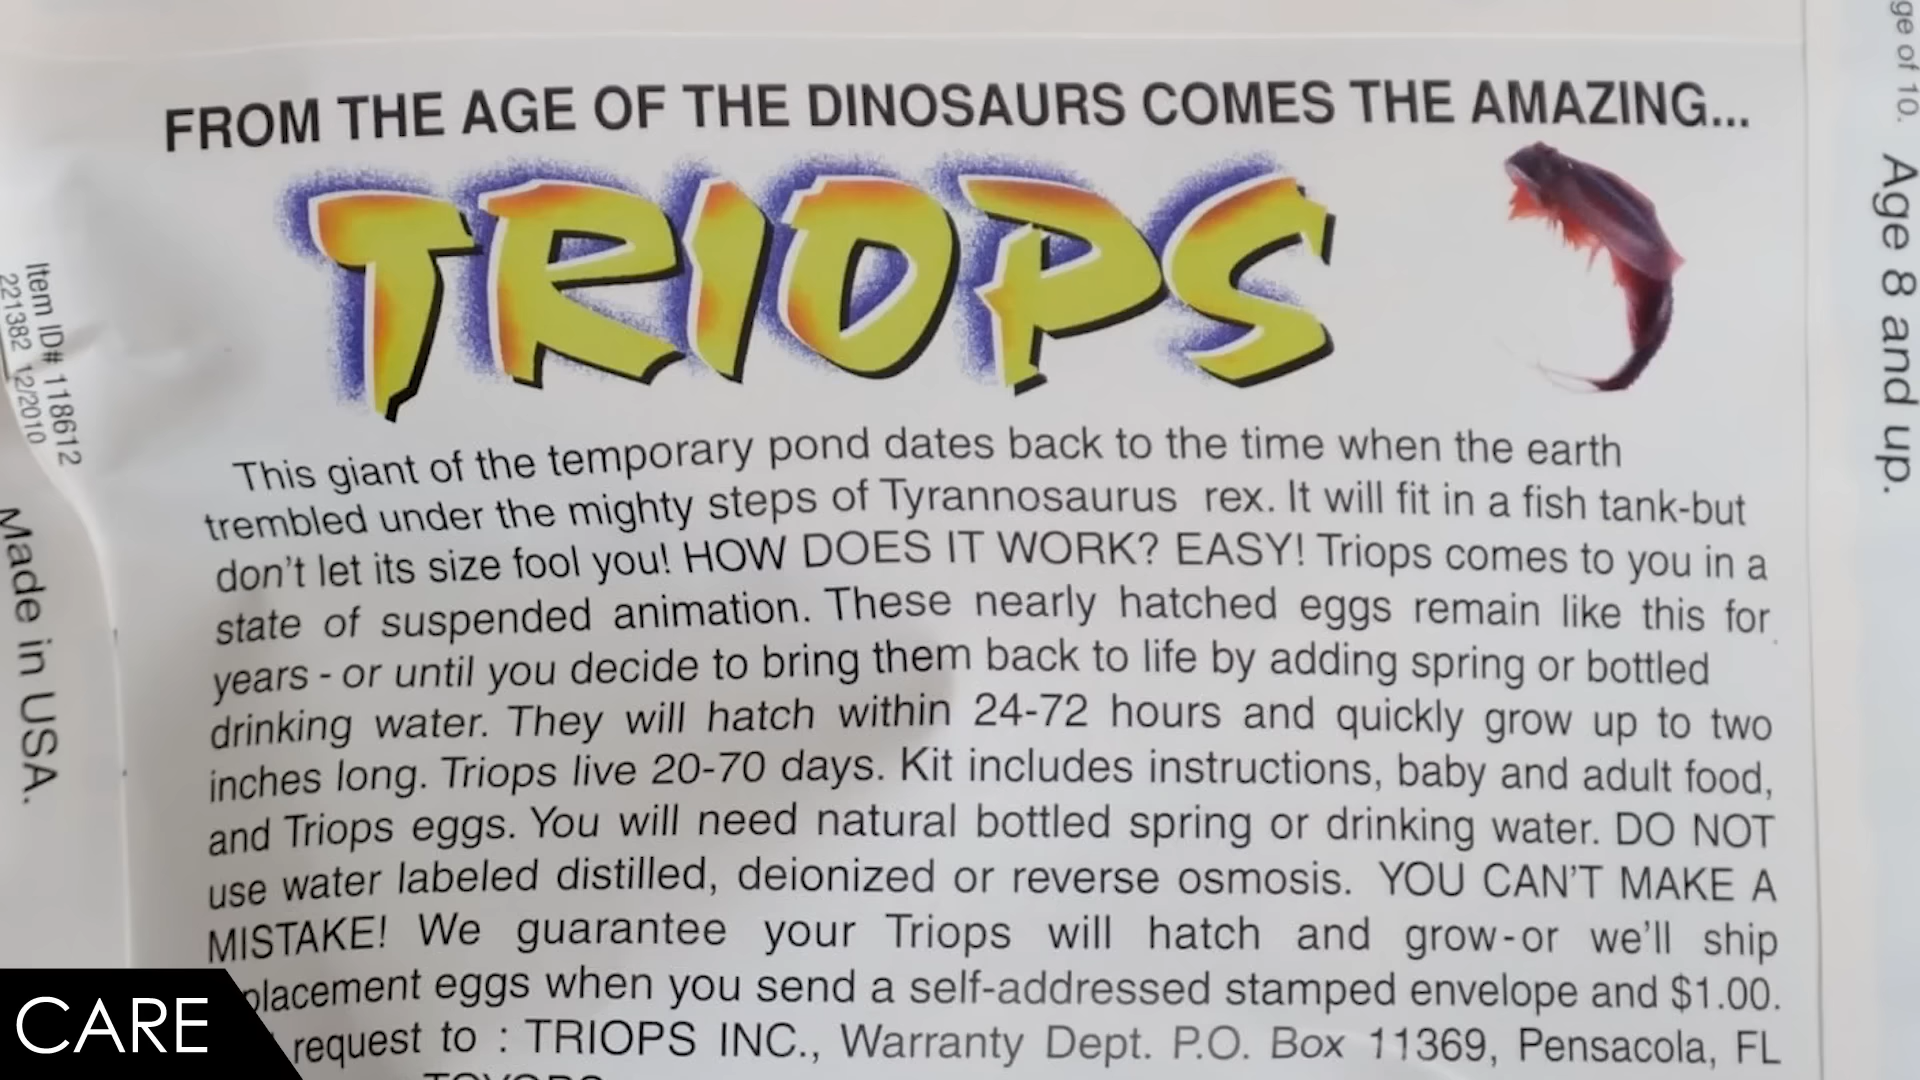 FROM THE AGE OF THE DINOSAURS COMES THE AMAZING...
TRIOPS
This giant of the temporary pond dates back to the time when the earth
trembled under the mighty steps of Tyrannosaurus rex. It will fit in a fish tank-but
don't let its size fool you! HOW DOES IT WORK? EASY! Triops comes to you in a
state of suspended animation. These nearly hatched eggs remain like this for
years - or until you decide to bring them back to life by adding spring or bottled
drinking water. They will hatch within 24-72 hours and quickly grow up to two
inches long. Triops live 20-70 days. Kit includes instructions, baby and adult food,
and Triops eggs. You will need natural bottled spring or drinking water. DO NOT
use water labeled distilled, deionized or reverse osmosis. YOU CAN'T MAKE A
MISTAKE! We guarantee your Triops will hatch and grow-or we'll ship
placement eggs when you send a self-addressed stamped envelope and $1.00.
request to : TRIOPS INC., Warranty Dept. P.O. Box 11369, Pensacola, FL
Item ID# 118612
221382 12/2010
Made in USA.
ge of 10. Age 8 and up.
CARE